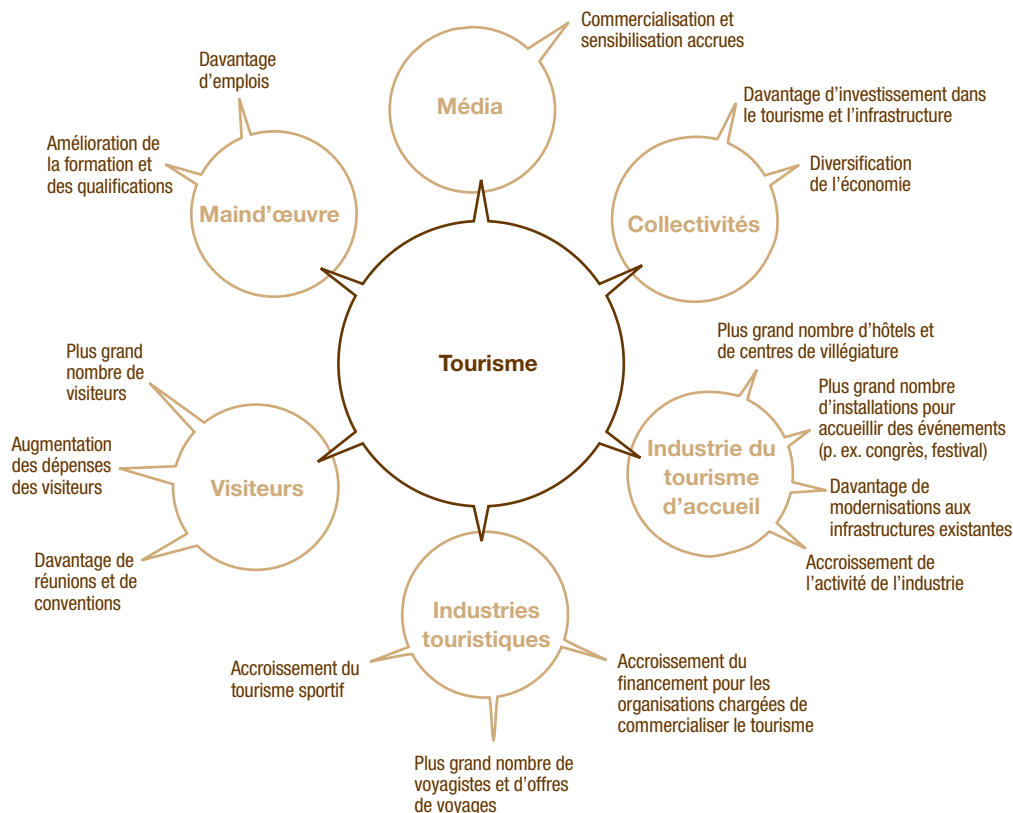 Commercialisation et
sensibilisation accrues
Média
Davantage
d'emplois
Amélioration de
la formation et
des qualifications
Maind'œuvre
Davantage d'investissement dans
le tourisme et l'infrastructure
Diversification
de l'économie
Collectivités
Tourisme
Plus grand nombre d'hôtels et
de centres de villégiature
Plus grand nombre
d'installations pour
accueillir des événements
(p. ex. congrès, festival)
Industrie du
tourisme
d'accueil
Davantage de
modernisations aux
infrastructures existantes
Accroissement de
l'activité de l'industrie
Plus grand
nombre de
visiteurs
Augmentation
des dépenses
des visiteurs
Visiteurs
Davantage de
réunions et de
conventions
Industries
touristiques
Accroissement du
tourisme sportif
Accroissement du
financement pour les
organisations chargées de
commercialiser le tourisme
Plus grand nombre de
voyagistes et d'offres
de voyages